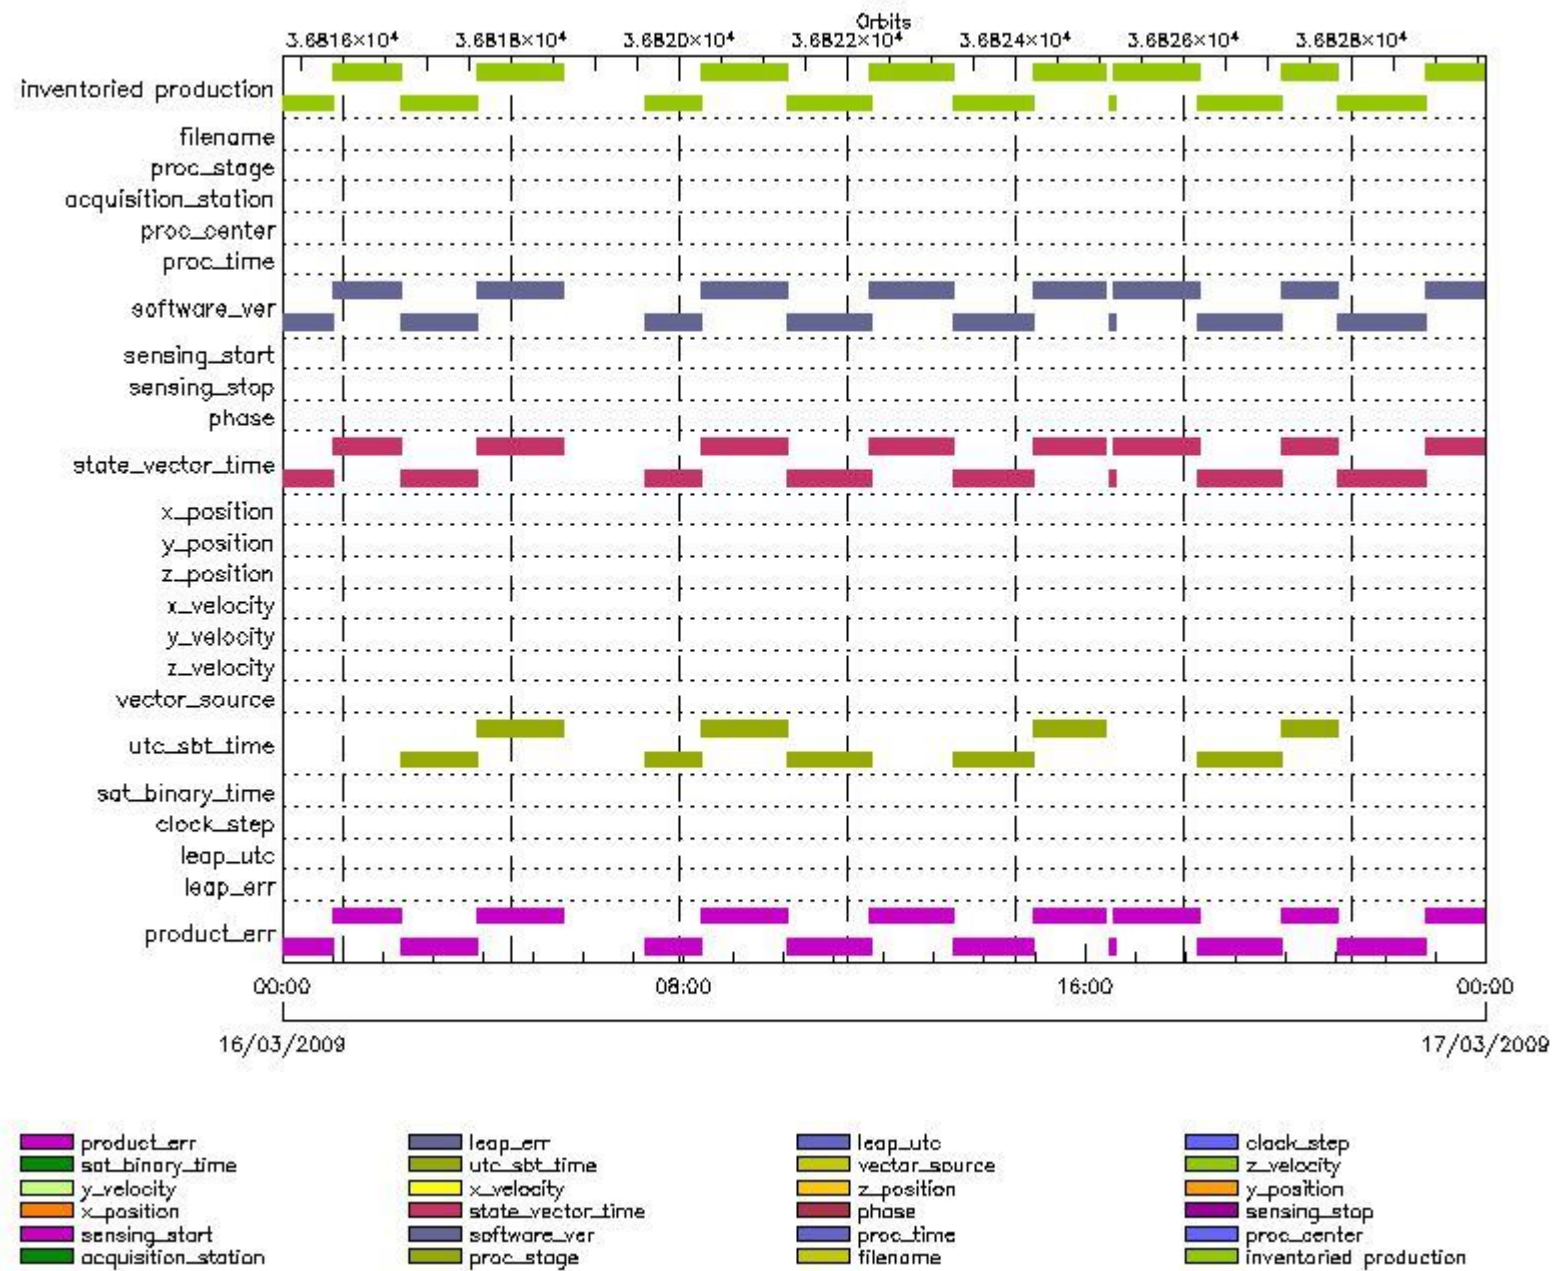 Orbits
3.6816×10⁴ 3.6818×10⁴ 3.6820×10⁴ 3.6822×10⁴ 3.6824×10⁴ 3.6826×10⁴ 3.6828×10⁴
inventoried production
filename
proc_stage
acquisition_station
proc_center
proc_time
software_ver
sensing_start
sensing_stop
phase
state_vector_time
x_position
y_position
z_position
x_velocity
y_velocity
z_velocity
vector_source
utc_sbt_time
sat_binary_time
clock_step
leap_utc
leap_err
product_err
00:00 08:00 16:00 00:00
16/03/2009 17/03/2009
product_err leap_err leap_utc clock_step
sat_binary_time utc_sbt_time vector_source z_velocity
y_velocity x_velocity z_position y_position
x_position state_vector_time phase sensing_stop
sensing_start software_ver proc_time proc_center
acquisition_station proc_stage filename inventoried production